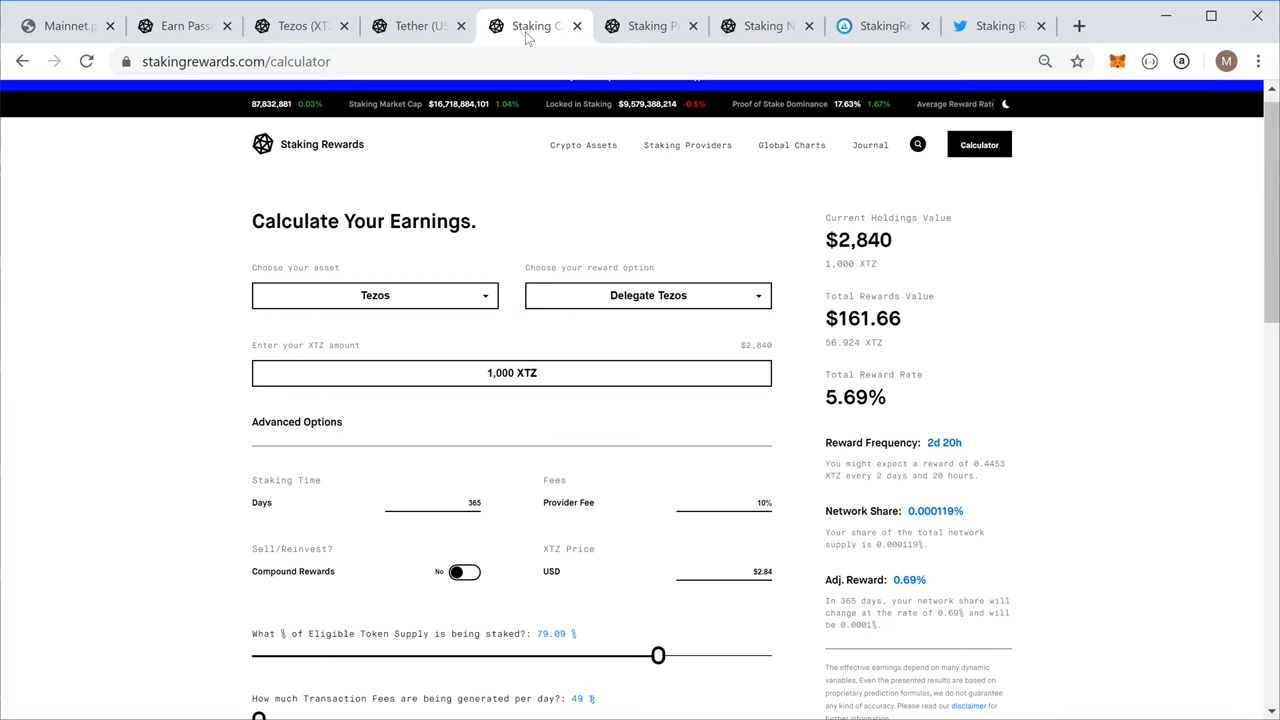 Mainnet.p
Earn Passi
Tezos (XTZ
Tether (US
Staking C
Staking P
Staking N
StakingRe
Staking R
stakingrewards.com/calculator
M
87,832,881 0.03% Staking Market Cap $16,718,884,101 1.04% Locked in Staking $9,579,388,214 -0.5% Proof of Stake Dominance 17.63% 1.67% Average Reward Rate
Staking Rewards
Crypto Assets Staking Providers Global Charts Journal Calculator
Calculate Your Earnings.
Choose your asset
Tezos
Choose your reward option
Delegate Tezos
Enter your XTZ amount $2,840
1,000 XTZ
Advanced Options
Staking Time
Days 365
Fees
Provider Fee 10%
Sell/Reinvest?
Compound Rewards No
XTZ Price
USD $2.84
What % of Eligible Token Supply is being staked?: 79.09 %
How much Transaction Fees are being generated per day?: 49 ꜩ
Current Holdings Value
$2,840
1,000 XTZ
Total Rewards Value
$161.66
56.924 XTZ
Total Reward Rate
5.69%
Reward Frequency: 2d 20h
You might expect a reward of 0.4453
XTZ every 2 days and 20 hours.
Network Share: 0.000119%
Your share of the total network
supply is 0.000119%.
Adj. Reward: 0.69%
In 365 days, your network share will
change at the rate of 0.69% and will
be 0.0001%.
The effective earnings depend on many dynamic
variables. Even the presented results are based on
proprietary prediction formulas, we do not guarantee
any kind of accuracy. Please read our disclaimer for
further information.